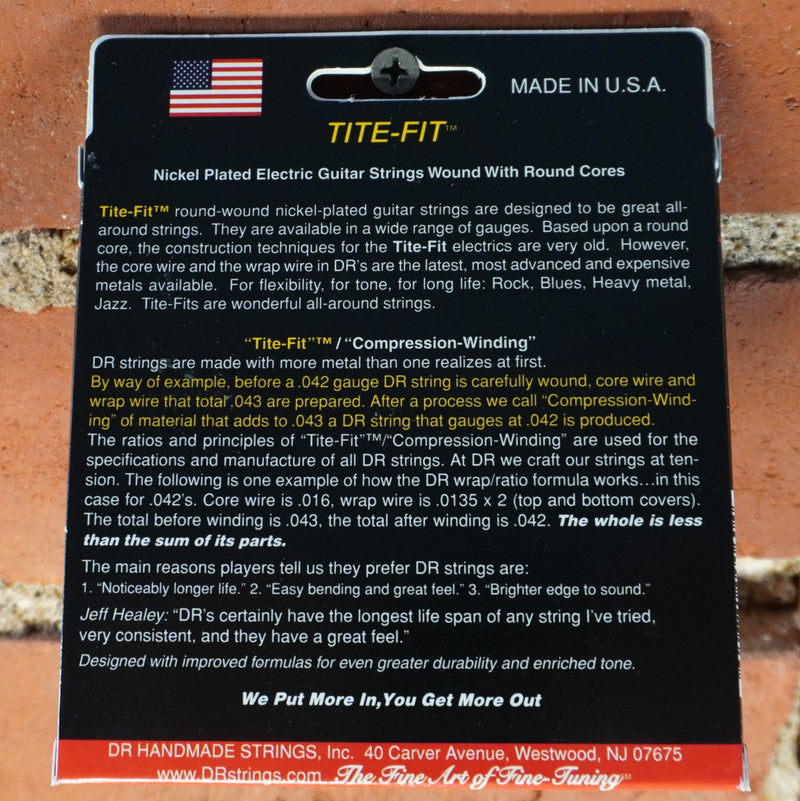 MADE IN U.S.A.
TITE-FIT™
Nickel Plated Electric Guitar Strings Wound With Round Cores
Tite-Fit™ round-wound nickel-plated guitar strings are designed to be great all-
around strings. They are available in a wide range of gauges. Based upon a round
core, the construction techniques for the Tite-Fit electrics are very old. However,
the core wire and the wrap wire in DR's are the latest, most advanced and expensive
metals available. For flexibility, for tone, for long life: Rock, Blues, Heavy metal,
Jazz. Tite-Fits are wonderful all-around strings.
“Tite-Fit”™ / “Compression-Winding”
DR strings are made with more metal than one realizes at first.
By way of example, before a .042 gauge DR string is carefully wound, core wire and
wrap wire that total .043 are prepared. After a process we call “Compression-Wind-
ing” of material that adds to .043 a DR string that gauges at .042 is produced.
The ratios and principles of “Tite-Fit”™/“Compression-Winding” are used for the
specifications and manufacture of all DR strings. At DR we craft our strings at ten-
sion. The following is one example of how the DR wrap/ratio formula works...in this
case for .042's. Core wire is .016, wrap wire is .0135 x 2 (top and bottom covers).
The total before winding is .043, the total after winding is .042. The whole is less
than the sum of its parts.
The main reasons players tell us they prefer DR strings are:
1. “Noticeably longer life.” 2. “Easy bending and great feel.” 3. “Brighter edge to sound.”
Jeff Healey: “DR's certainly have the longest life span of any string I've tried,
very consistent, and they have a great feel.”
Designed with improved formulas for even greater durability and enriched tone.
We Put More In,You Get More Out
DR HANDMADE STRINGS, Inc. 40 Carver Avenue, Westwood, NJ 07675
www.DRstrings.com The Fine Art of Fine-Tuning℠